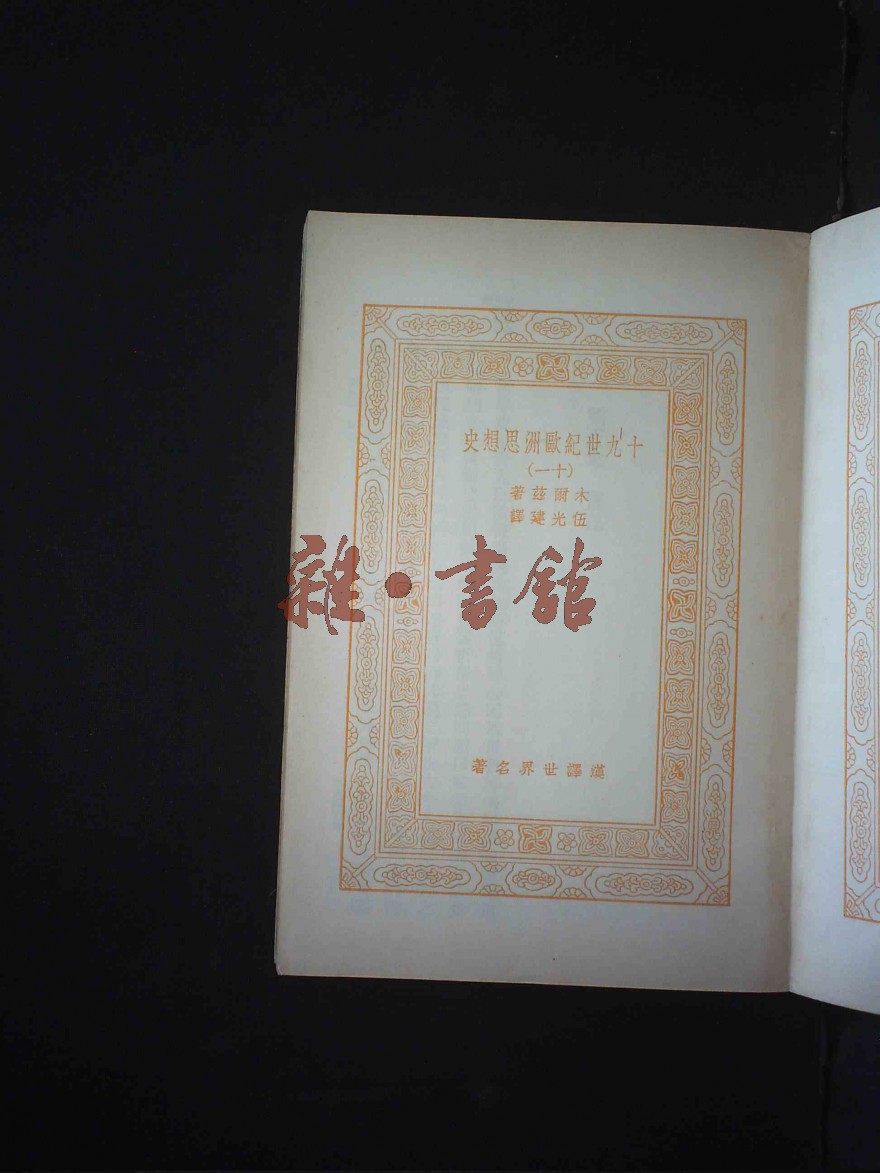 十九世紀歐洲思想史
(十一)
木爾茲著
伍光建譯
雜·書館
漢譯世界名著